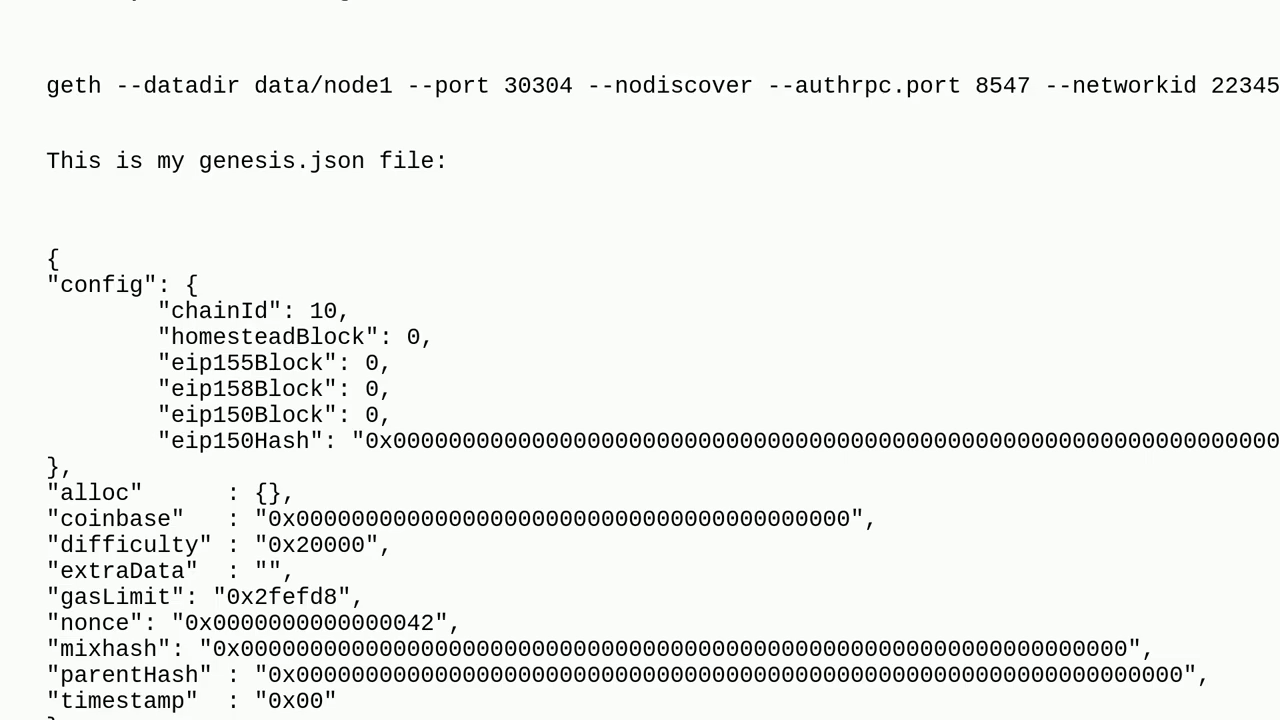 geth --datadir data/node1 --port 30304 --nodiscover --authrpc.port 8547 --networkid 22345
This is my genesis.json file:
{
"config": {
        "chainId": 10,
        "homesteadBlock": 0,
        "eip155Block": 0,
        "eip158Block": 0,
        "eip150Block": 0,
        "eip150Hash": "0x0000000000000000000000000000000000000000000000000000000000000000
},
"alloc"      : {},
"coinbase"   : "0x0000000000000000000000000000000000000000",
"difficulty" : "0x20000",
"extraData"  : "",
"gasLimit": "0x2fefd8",
"nonce": "0x0000000000000042",
"mixhash": "0x0000000000000000000000000000000000000000000000000000000000000000",
"parentHash" : "0x0000000000000000000000000000000000000000000000000000000000000000",
"timestamp"  : "0x00"